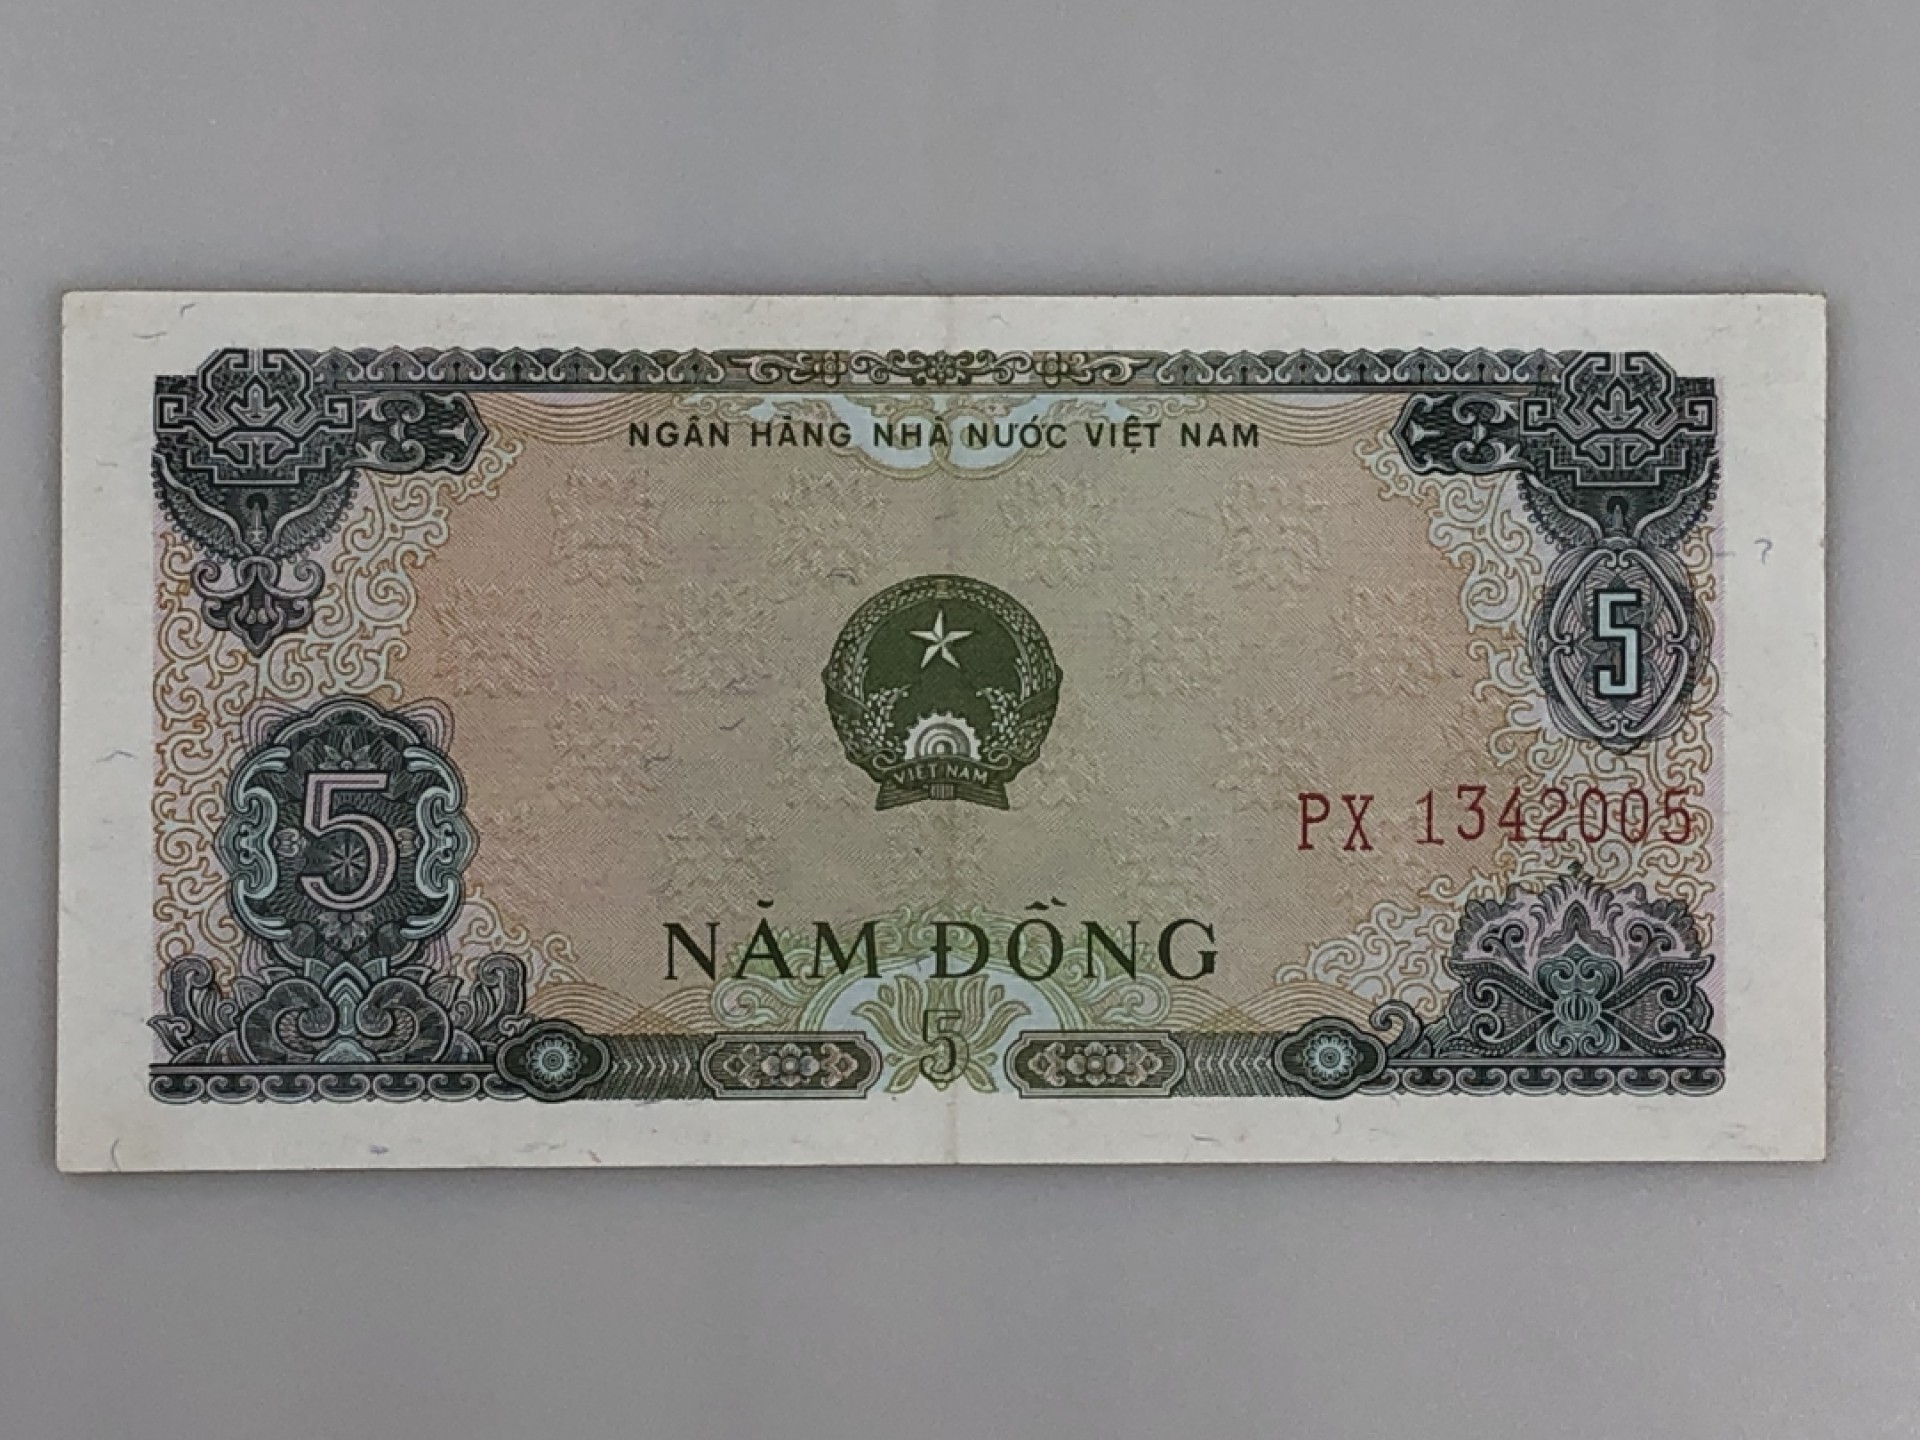 NGÂN HÀNG NHÀ NƯỚC VIỆT NAM
5
VIỆT NAM
PX 1342005
5
NĂM ĐỒNG
5